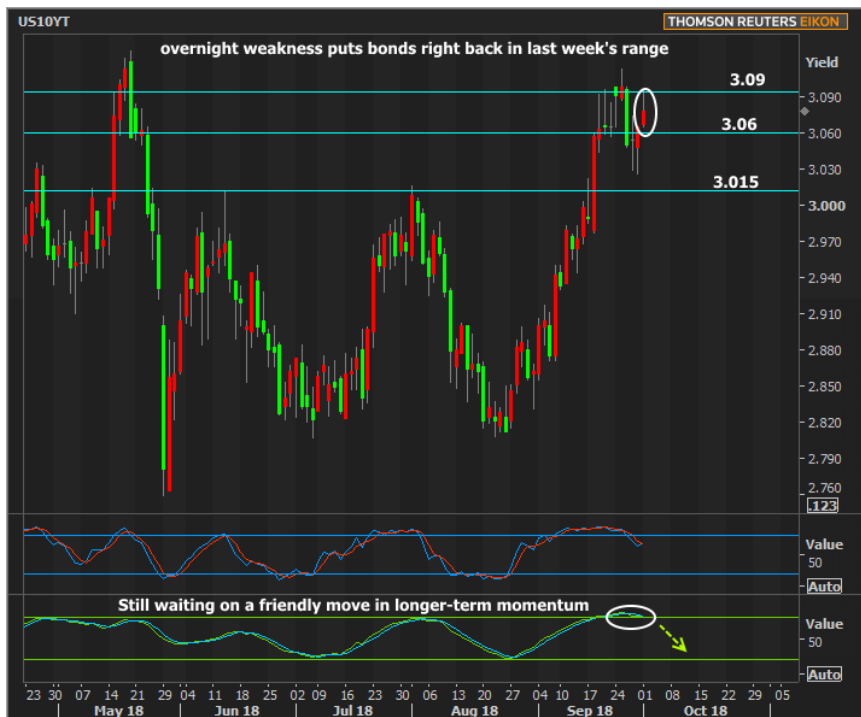 US10YT
THOMSON REUTERS EIKON
overnight weakness puts bonds right back in last week's range
Yield
3.09
3.090
3.06
3.060
3.030
3.015
3.000
2.970
2.940
2.910
2.880
2.850
2.820
2.790
2.760
.123
Value
50
Auto
Still waiting on a friendly move in longer-term momentum
Value
50
Auto
23 30 07 14 21 29 04 11 18 25 02 09 16 23 30 06 13 20 27 04 10 17 24 01 08 15 22 29 05
May 18 Jun 18 Jul 18 Aug 18 Sep 18 Oct 18